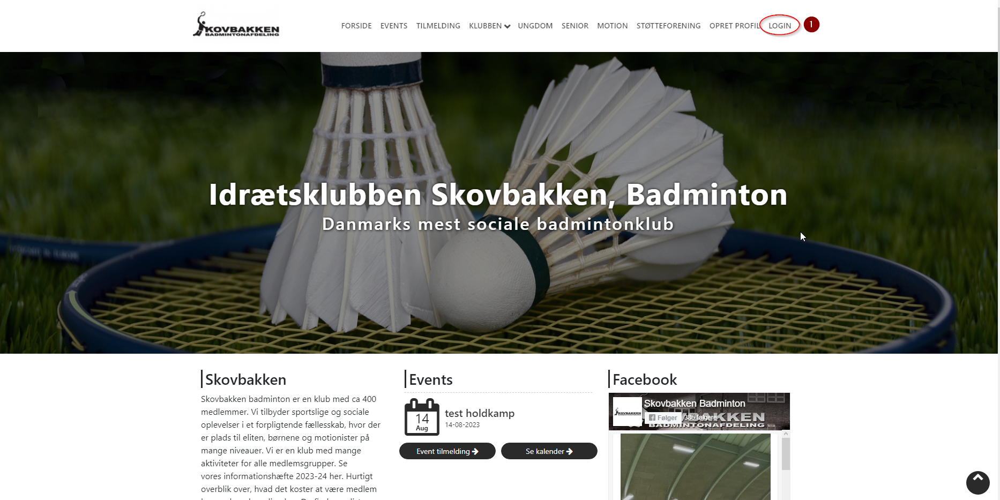 KOVBAKKEN
BADMINTONAFDELING
FORSIDE EVENTS TILMELDING KLUBBEN UNGDOM SENIOR MOTION STØTTEFORENING OPRET PROFIL LOGIN 1
Idrætsklubben Skovbakken, Badminton
Danmarks mest sociale badmintonklub
Skovbakken
Skovbakken badminton er en klub med ca 400
medlemmer. Vi tilbyder sportslige og sociale
oplevelser i et forpligtende fællesskab, hvor der
er plads til eliten, børnene og motionister på
mange niveauer. Vi er en klub med mange
aktiviteter for alle medlemsgrupper. Se
vores informationshæfte 2023-24 her. Hurtigt
overblik over, hvad det koster at være medlem
Events
14
Aug
test holdkamp
14-08-2023
Event tilmelding
Se kalender
Facebook
KOVBAKKEN
Skovbakken Badminton
Følger
386 følgere
BAKKEN
BADMINTONAFDELING